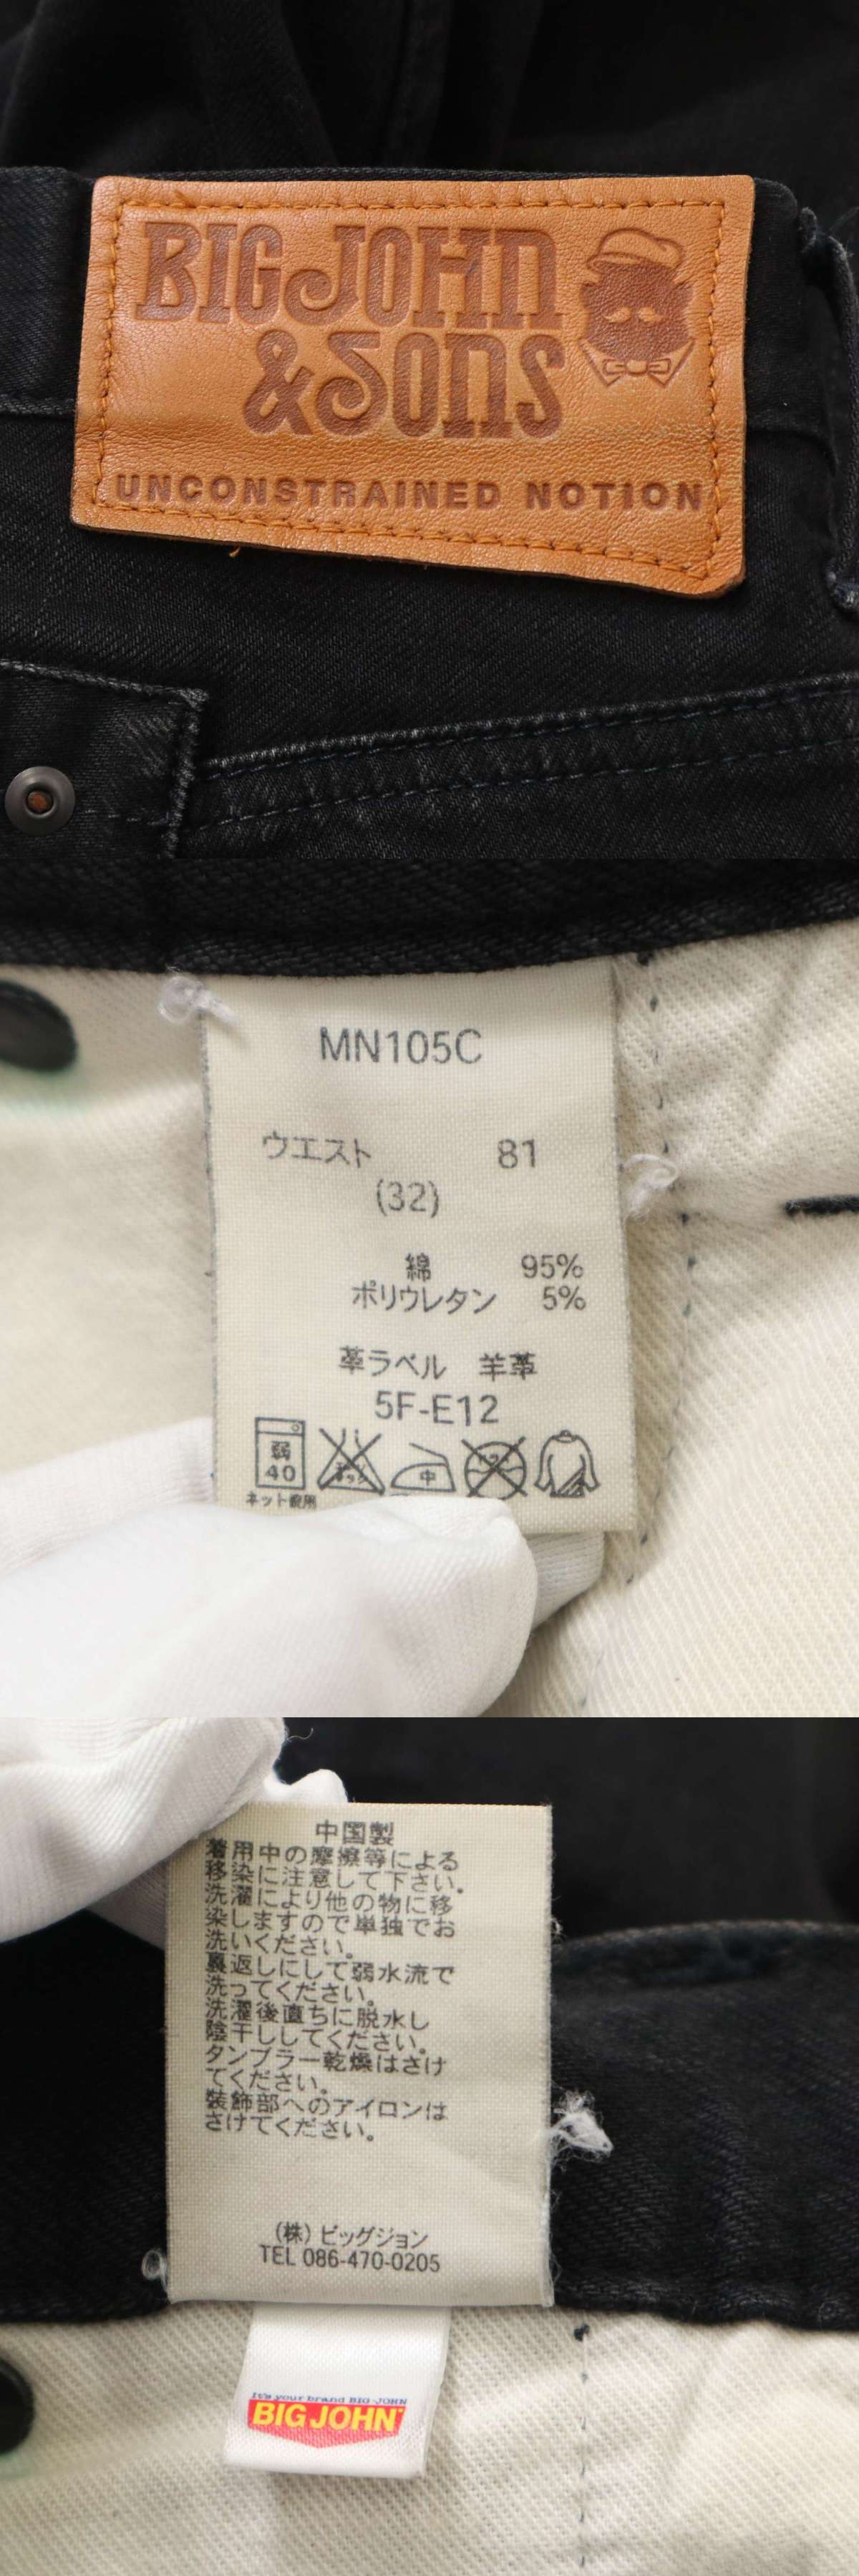 BIG JOHN
& SONS
UNCONSTRAINED NOTION
MN105C
ウエスト 81
(32)
綿 95%
ポリウレタン 5%
革ラベル 羊革
5F-E12
弱
40
中
ネット使用
中国製
着用中の摩擦等による
移染に注意して下さい。
洗濯により他の物に移
染しますので単独でお
洗いください。
裏返しにして弱水流で
洗ってください。
洗濯後直ちに脱水し
陰干ししてください。
タンブラー乾燥はさけ
てください。
装飾部へのアイロンは
さけてください。
(株) ビッグジョン
TEL 086-470-0205
It's your brand BIG JOHN
BIG JOHN